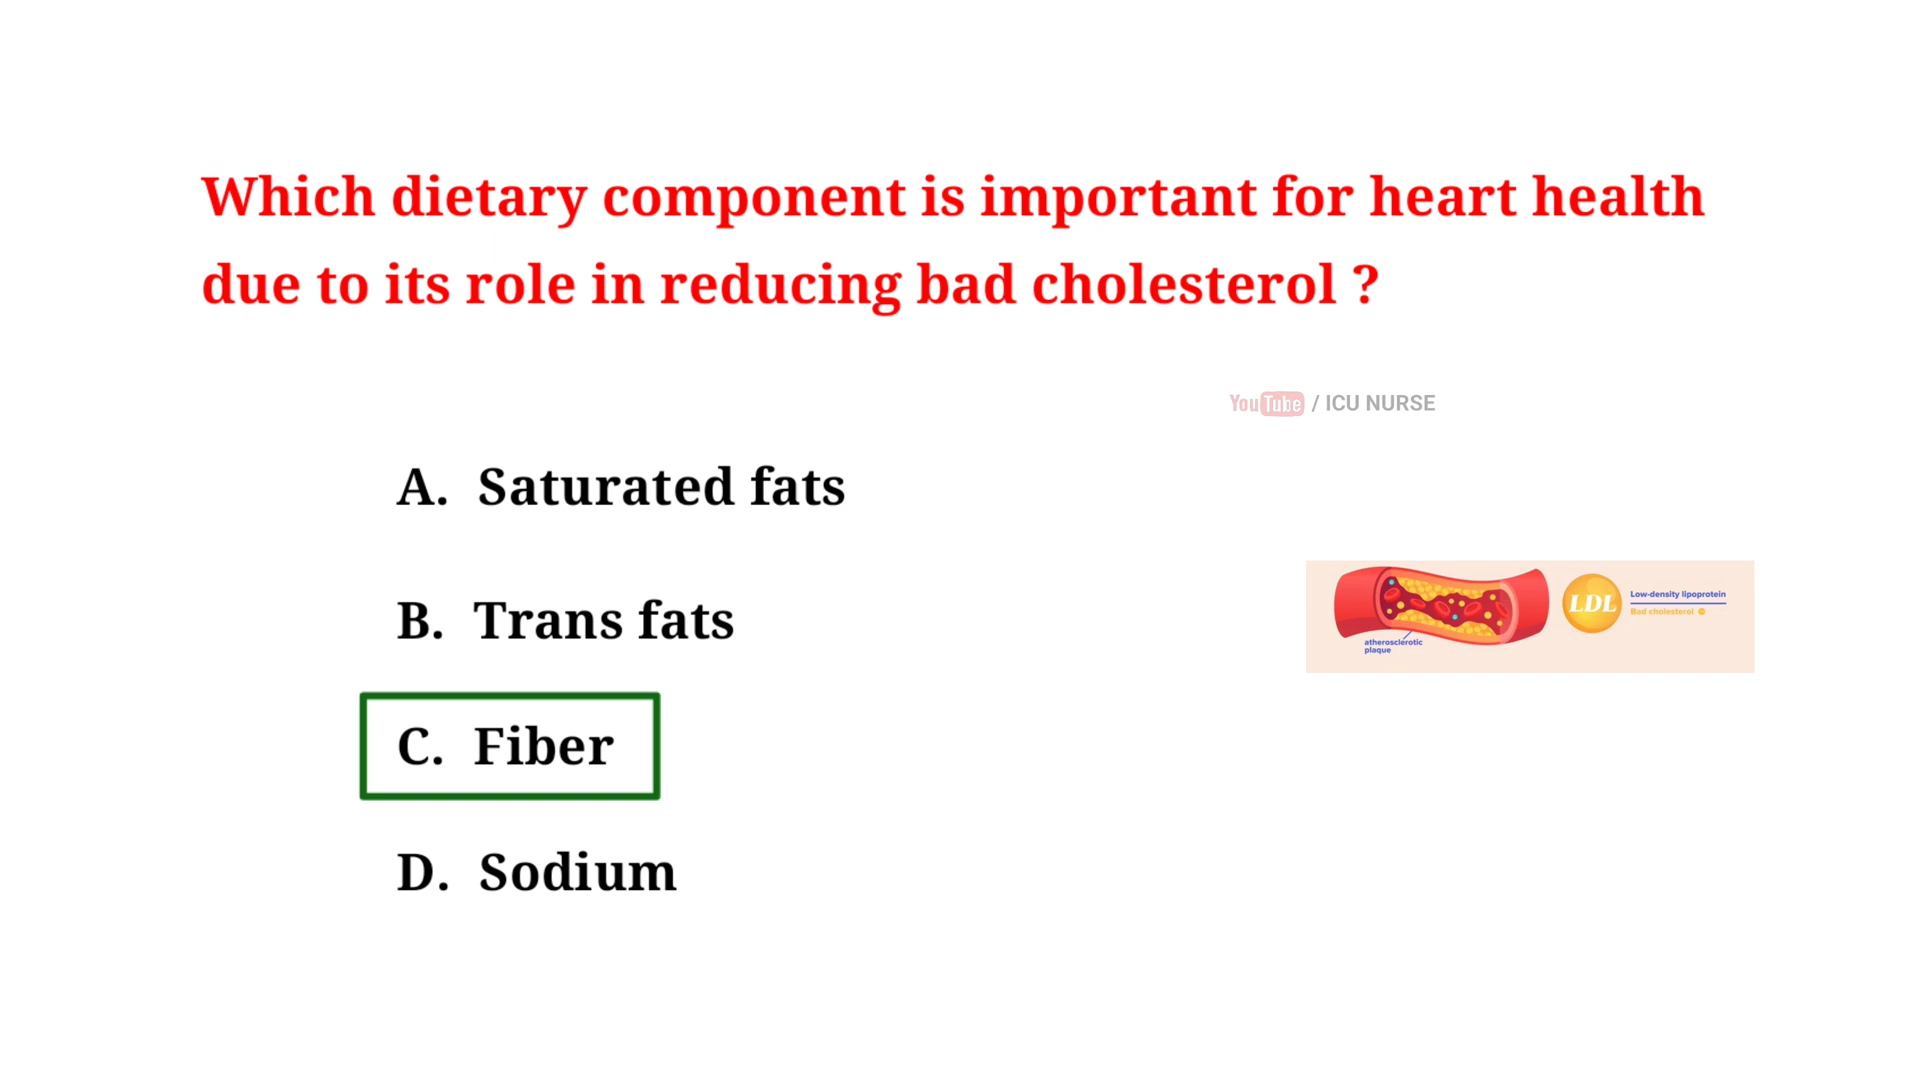 Which dietary component is important for heart health
due to its role in reducing bad cholesterol ?
YouTube / ICU NURSE
A. Saturated fats
B. Trans fats
C. Fiber
D. Sodium
LDL
Low-density lipoprotein
Bad cholesterol
atherosclerotic
plaque